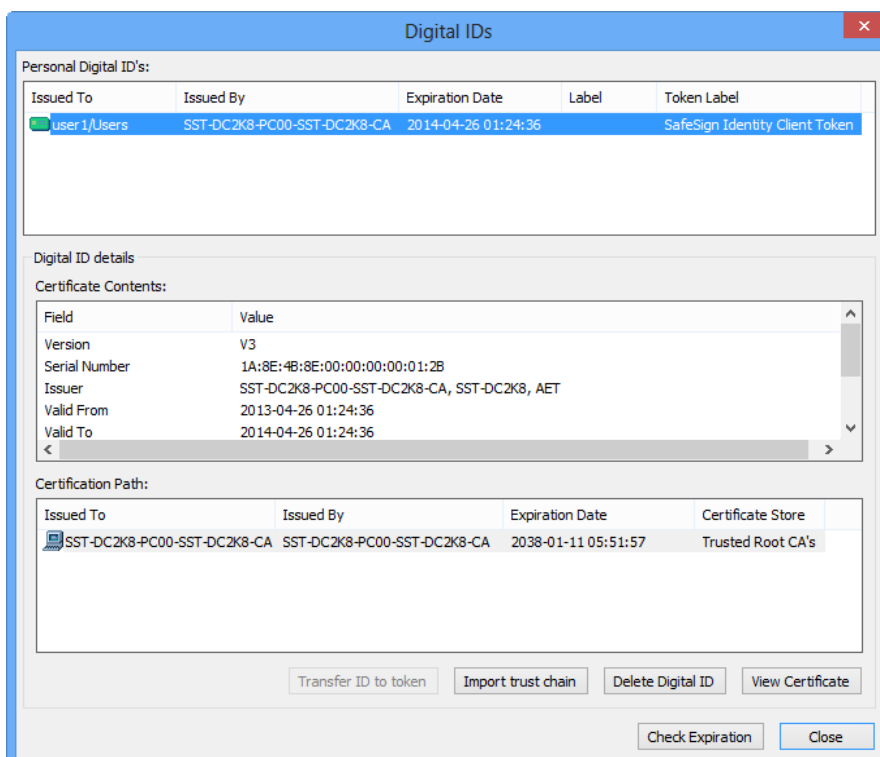 Digital IDs
Personal Digital ID's:
Issued To Issued By Expiration Date Label Token Label
user1/Users SST-DC2K8-PC00-SST-DC2K8-CA 2014-04-26 01:24:36 SafeSign Identity Client Token
Digital ID details
Certificate Contents:
Field Value
Version V3
Serial Number 1A:8E:4B:8E:00:00:00:00:01:2B
Issuer SST-DC2K8-PC00-SST-DC2K8-CA, SST-DC2K8, AET
Valid From 2013-04-26 01:24:36
Valid To 2014-04-26 01:24:36
Certification Path:
Issued To Issued By Expiration Date Certificate Store
SST-DC2K8-PC00-SST-DC2K8-CA SST-DC2K8-PC00-SST-DC2K8-CA 2038-01-11 05:51:57 Trusted Root CA's
Transfer ID to token Import trust chain Delete Digital ID View Certificate
Check Expiration Close